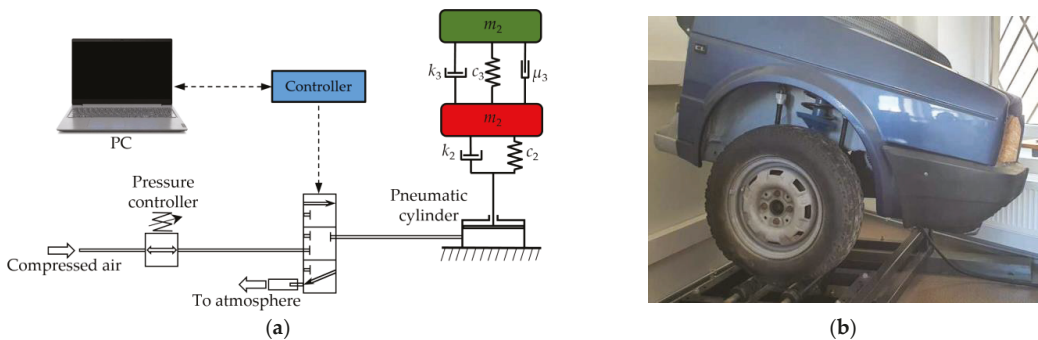 m₂
k₃
c₃
μ₃
Controller
PC
m₂
k₂
c₂
Pressure
controller
Pneumatic
cylinder
Compressed air
To atmosphere
(a)
(b)